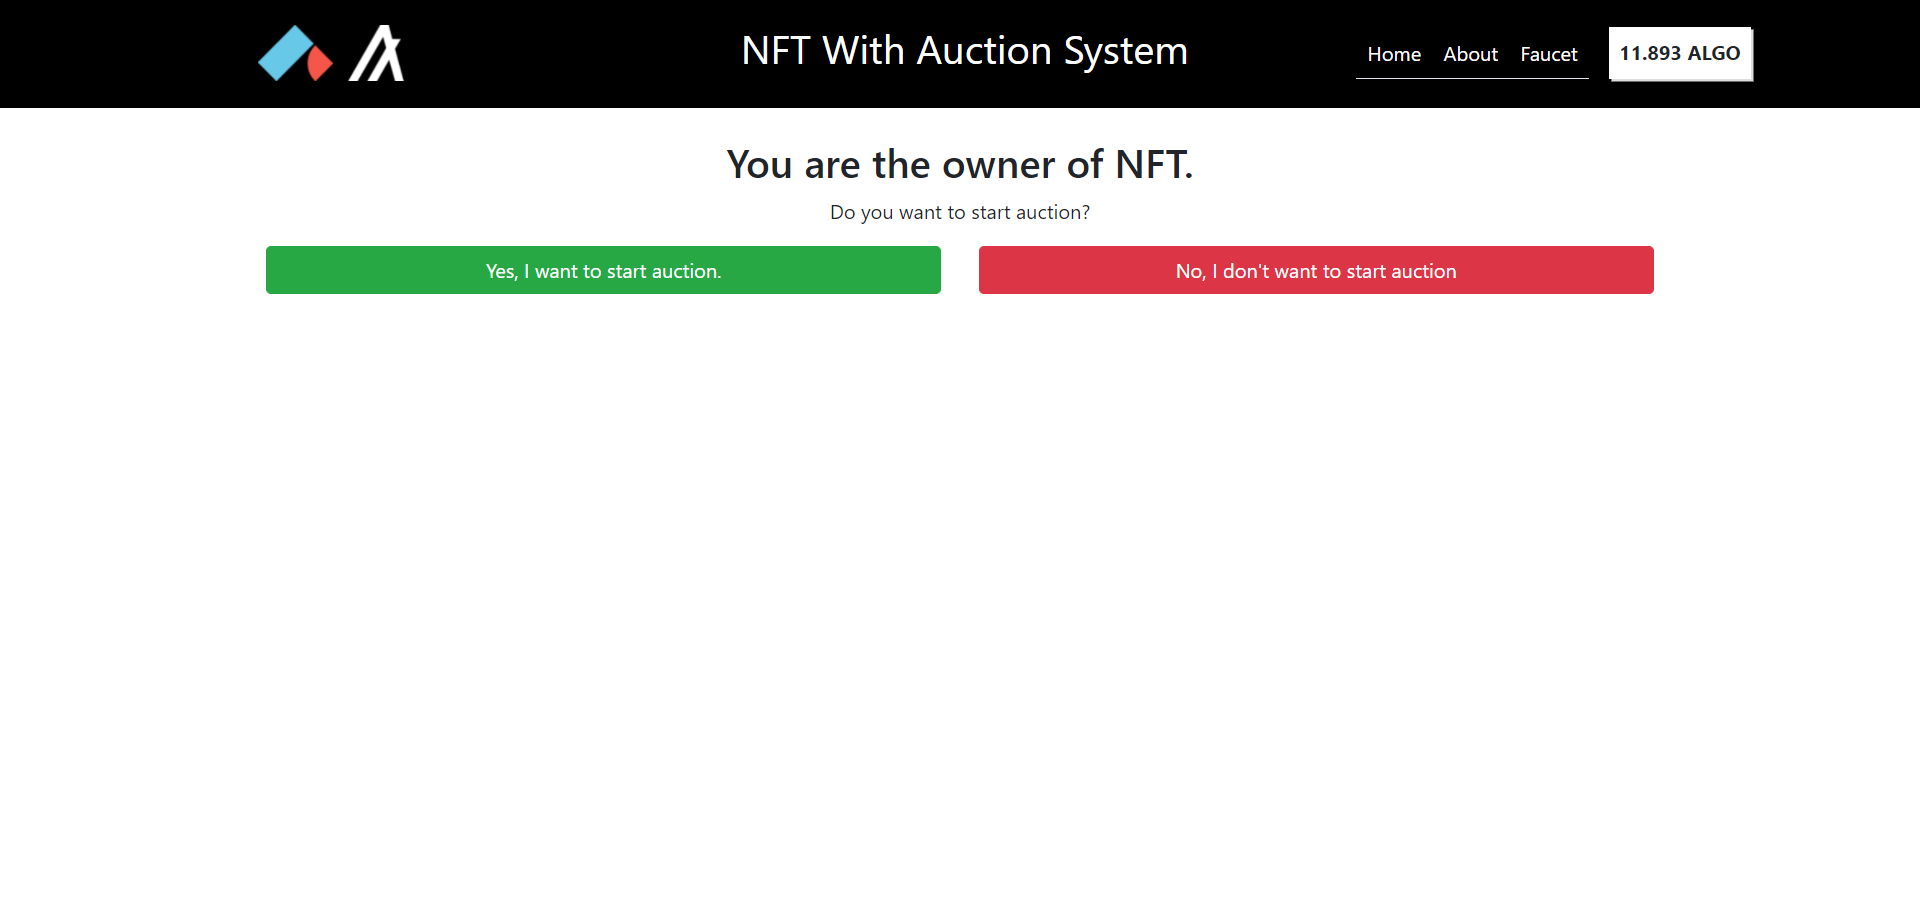 NFT With Auction System
Home About Faucet
11.893 ALGO
You are the owner of NFT.
Do you want to start auction?
Yes, I want to start auction.
No, I don't want to start auction